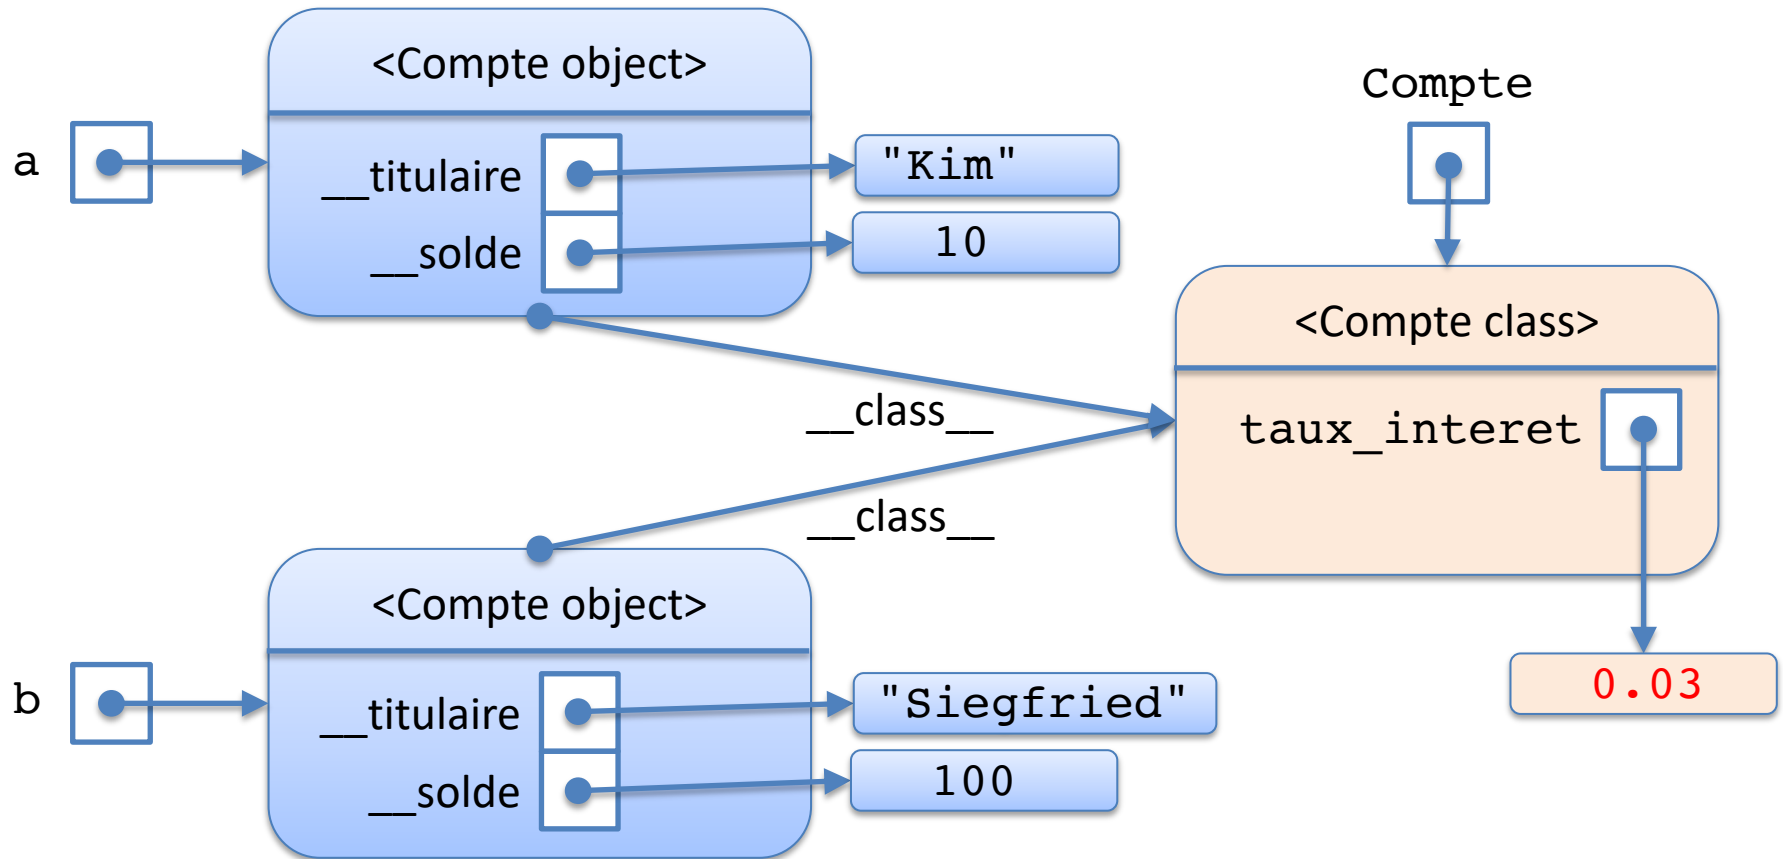 <Compte object>
a
__titulaire
"Kim"
__solde
10
Compte
<Compte class>
taux_interet
0.03
__class__
__class__
<Compte object>
b
__titulaire
"Siegfried"
__solde
100